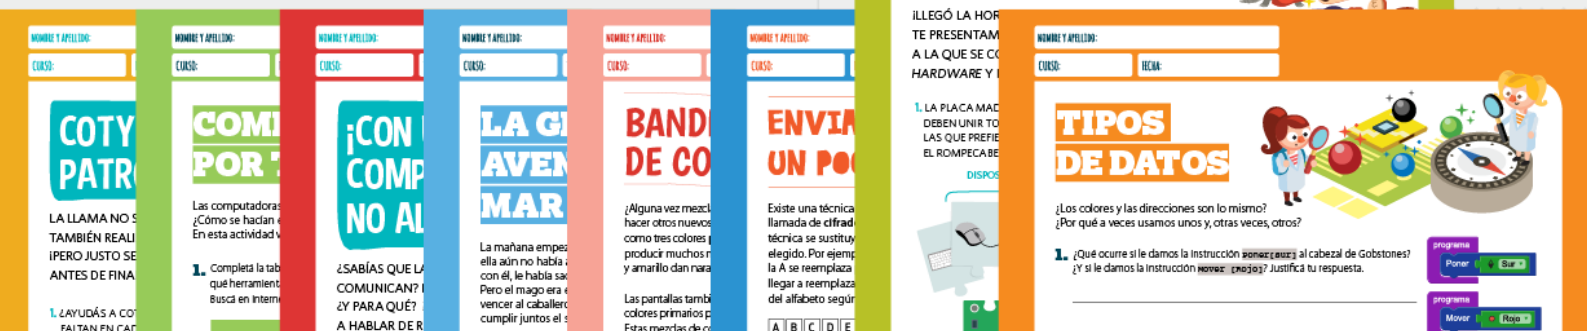 NOMBRE Y APELLIDO:
CURSO:
COTY
PATR
LA LLAMA NO S
TAMBIÉN REALI
¡PERO JUSTO SE
ANTES DE FINA
1. ¿AYUDÁS A COT
FALTAN EN CAD
NOMBRE Y APELLIDO:
CURSO:
COM
POR T
Las computadoras
¿Cómo se hacían e
En esta actividad v
1. Completá la tab
qué herramient
Buscá en Intern
NOMBRE Y APELLIDO:
CURSO:
¡CON
COMP
NO AL
¿SABÍAS QUE LA
COMUNICAN?
¿Y PARA QUÉ?
A HABLAR DE R
NOMBRE Y APELLIDO:
CURSO:
LA G
AVEN
MAR
La mañana empez
ella aún no había a
con él, le había sac
Pero el mago era e
vencer al caballero
cumplir juntos el s
NOMBRE Y APELLIDO:
CURSO:
BAND
DE CO
¿Alguna vez mezcl
hacer otros nuevos
como tres colores p
producir muchos r
y amarillo dan nara
Las pantallas tambi
colores primarios p
Estas mezclas de co
NOMBRE Y APELLIDO:
CURSO:
ENVIA
UN POC
Existe una técnica
llamada de cifrad
técnica se sustituy
elegido. Por ejemp
la A se reemplaza
llegar a reemplaza
del alfabeto según
A B C D E
¡LLEGÓ LA HOR
TE PRESENTAM
A LA QUE SE CO
HARDWARE Y
1. LA PLACA MAD
DEBEN UNIR TO
LAS QUE PREFIE
EL ROMPECABE
DISPOS
NOMBRE Y APELLIDO:
CURSO: FECHA:
TIPOS
DE DATOS
¿Los colores y las direcciones son lo mismo?
¿Por qué a veces usamos unos y, otras veces, otros?
1. ¿Qué ocurre si le damos la instrucción Poner[Sur] al cabezal de Gobstones?
¿Y si le damos la instrucción Mover [Rojo]? Justificá tu respuesta.
programa
Poner Sur
programa
Mover Rojo